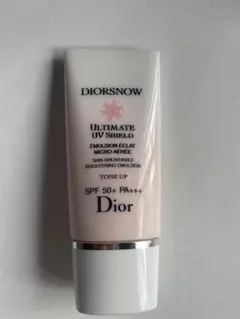 DIORSNOW
ULTIMATE
UV SHIELD
ÉMULSION ÉCLAT
MICRO-AÉRÉE
SKIN-BREATHABLE
BRIGHTENING EMULSION
TONE UP
SPF 50+ PA+++
Dior